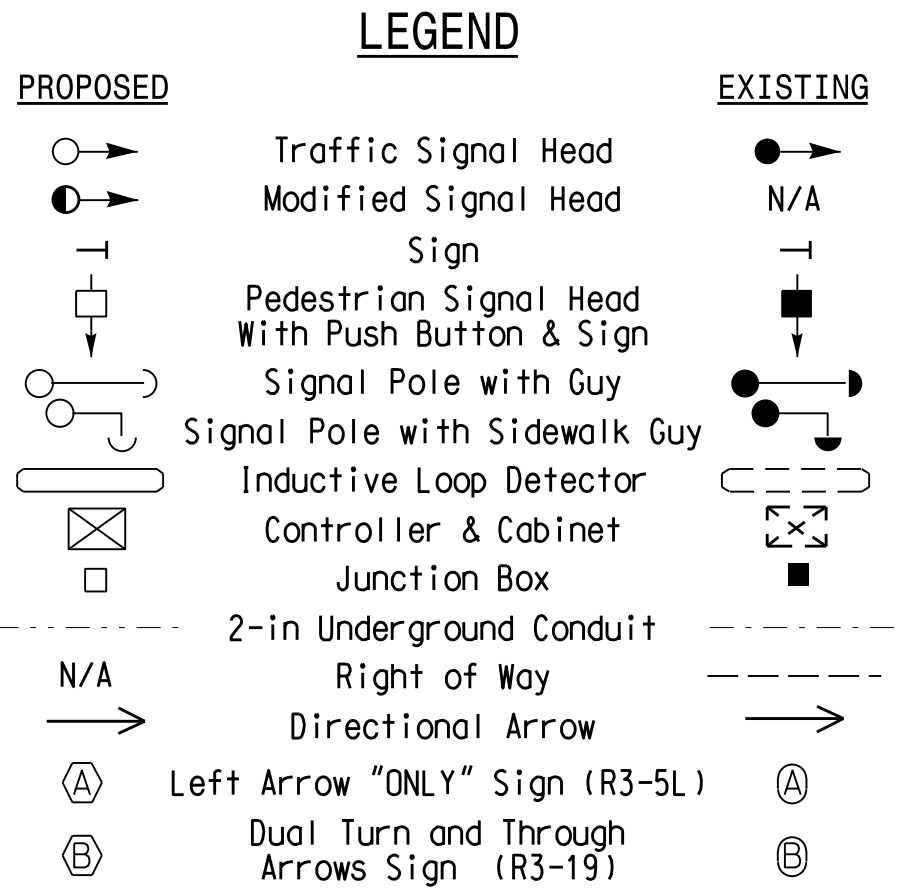 LEGEND
PROPOSED EXISTING
Traffic Signal Head
Modified Signal Head N/A
Sign
Pedestrian Signal Head
With Push Button & Sign
Signal Pole with Guy
Signal Pole with Sidewalk Guy
Inductive Loop Detector
Controller & Cabinet
Junction Box
2-in Underground Conduit
N/A Right of Way
Directional Arrow
A Left Arrow "ONLY" Sign (R3-5L) A
Dual Turn and Through
B Arrows Sign (R3-19) B